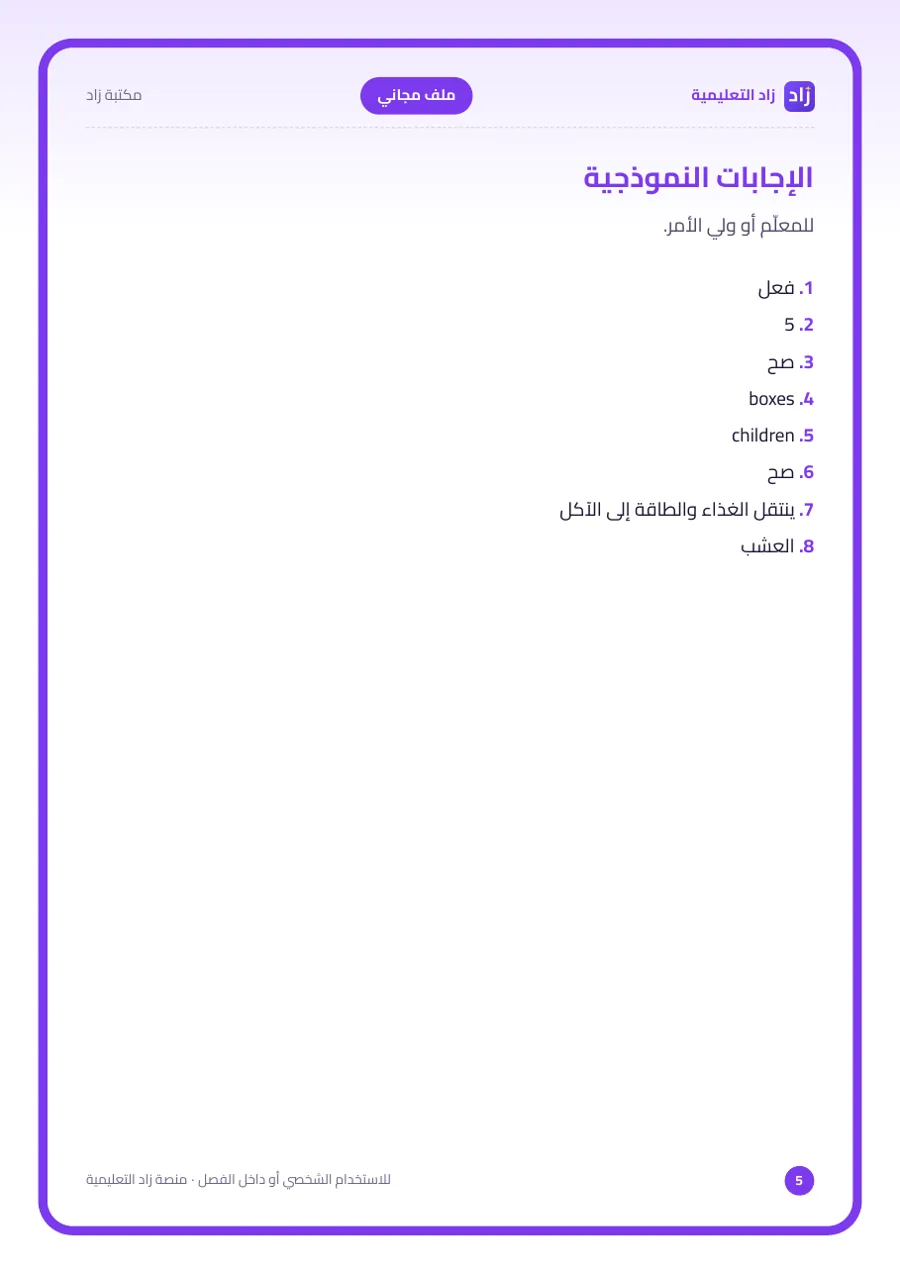 زاد
زاد التعليمية
ملف مجاني
مكتبة زاد
الإجابات النموذجية
للمعلّم أو ولي الأمر.
1. فعل
2. 5
3. صح
4. boxes
5. children
6. صح
7. ينتقل الغذاء والطاقة إلى الآكل
8. العشب
5
للاستخدام الشخصي أو داخل الفصل · منصة زاد التعليمية